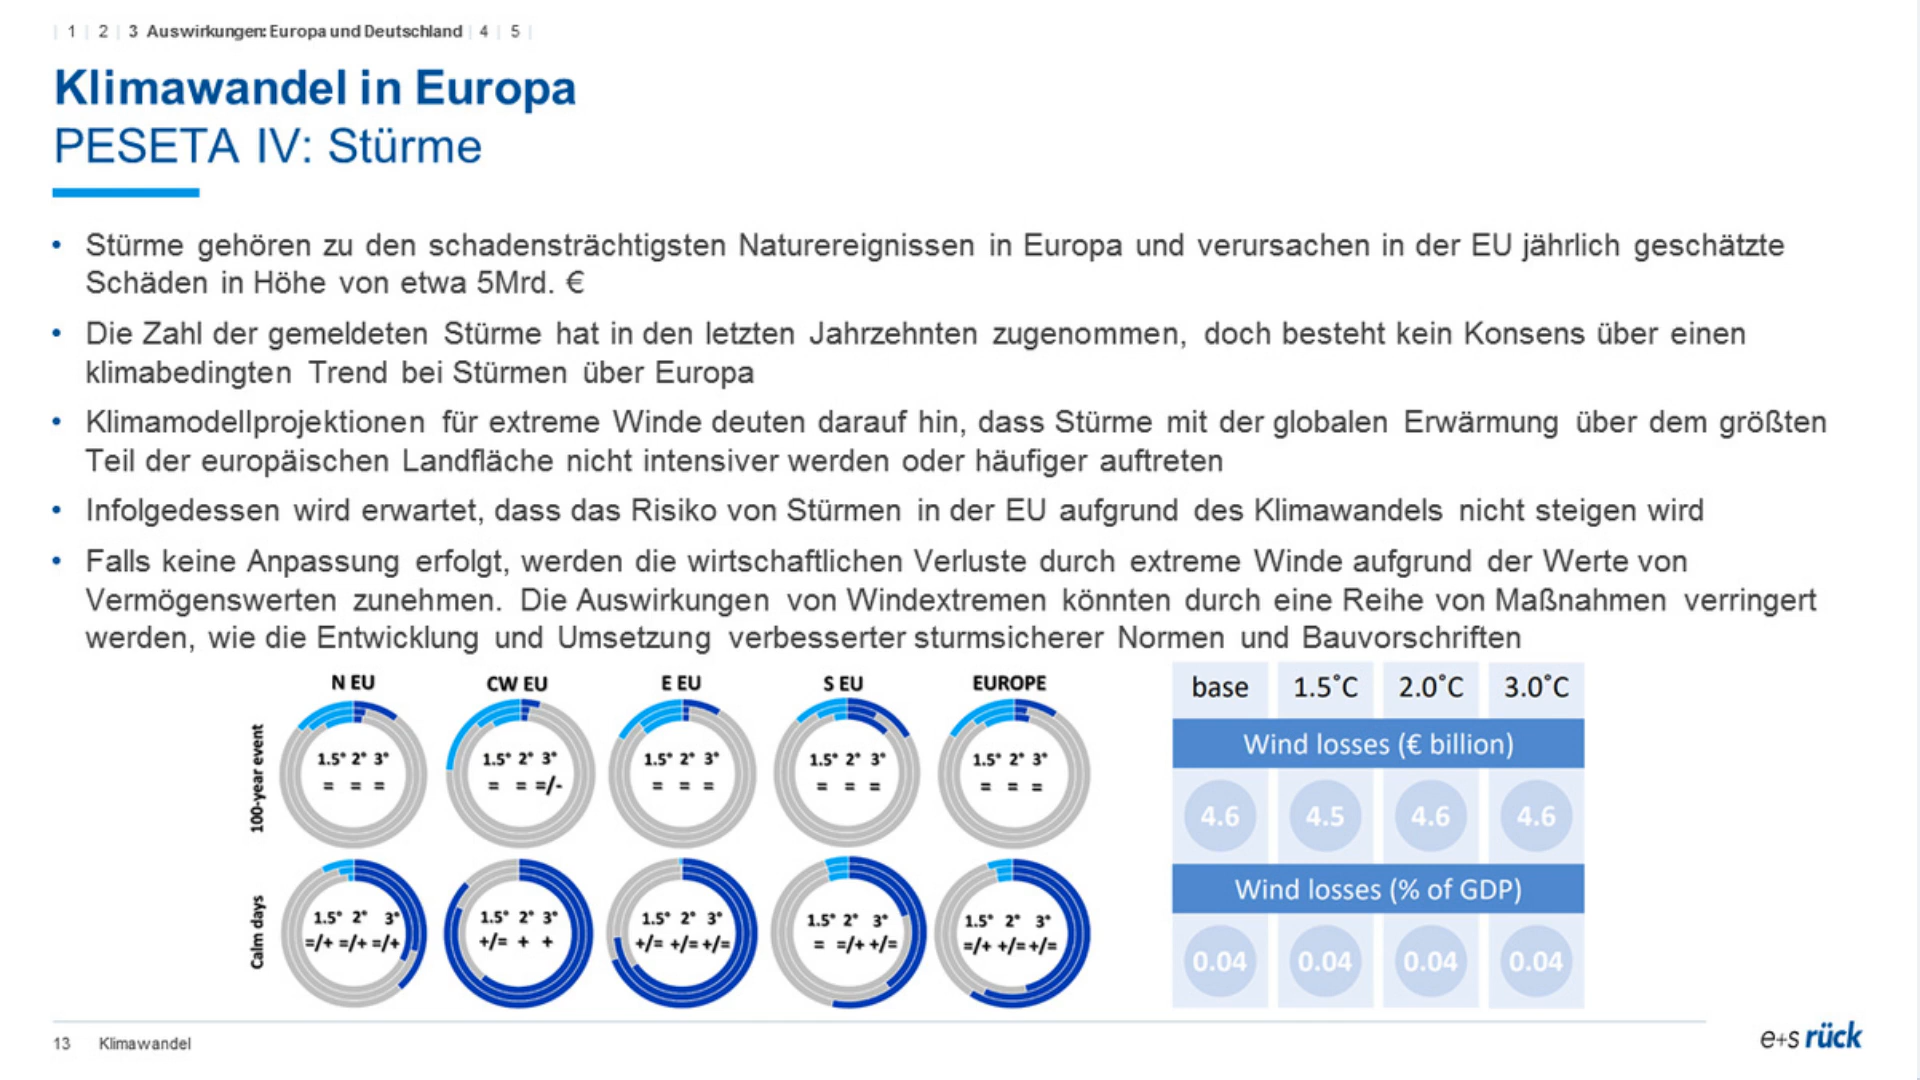 1 | 2 | 3 Auswirkungen: Europa und Deutschland | 4 | 5
Klimawandel in Europa
PESETA IV: Stürme
• Stürme gehören zu den schadensträchtigsten Naturereignissen in Europa und verursachen in der EU jährlich geschätzte
Schäden in Höhe von etwa 5Mrd. €
• Die Zahl der gemeldeten Stürme hat in den letzten Jahrzehnten zugenommen, doch besteht kein Konsens über einen
klimabedingten Trend bei Stürmen über Europa
• Klimamodellprojektionen für extreme Winde deuten darauf hin, dass Stürme mit der globalen Erwärmung über dem größten
Teil der europäischen Landfläche nicht intensiver werden oder häufiger auftreten
• Infolgedessen wird erwartet, dass das Risiko von Stürmen in der EU aufgrund des Klimawandels nicht steigen wird
• Falls keine Anpassung erfolgt, werden die wirtschaftlichen Verluste durch extreme Winde aufgrund der Werte von
Vermögenswerten zunehmen. Die Auswirkungen von Windextremen könnten durch eine Reihe von Maßnahmen verringert
werden, wie die Entwicklung und Umsetzung verbesserter sturmsicherer Normen und Bauvorschriften
N EU CW EU E EU S EU EUROPE
100-year event
1.5° 2° 3° 1.5° 2° 3° 1.5° 2° 3° 1.5° 2° 3° 1.5° 2° 3°
= = = = = =/- = = = = = = = = =
Calm days
1.5° 2° 3° 1.5° 2° 3° 1.5° 2° 3° 1.5° 2° 3° 1.5° 2° 3°
=/+ =/+ =/+ +/= + + +/= +/= +/= = =/+ +/= =/+ +/= +/=
base 1.5°C 2.0°C 3.0°C
Wind losses (€ billion)
4.6 4.5 4.6 4.6
Wind losses (% of GDP)
0.04 0.04 0.04 0.04
13 Klimawandel
e+s rück